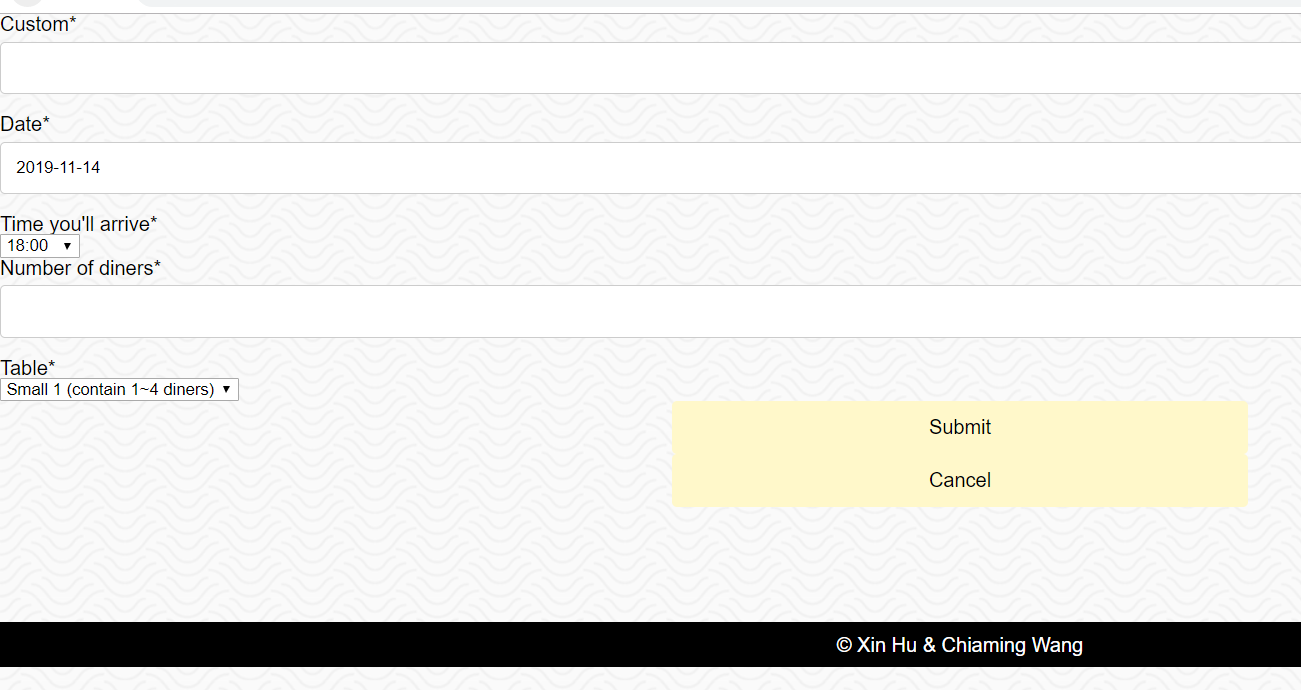 Custom*
Date*
2019-11-14
Time you'll arrive*
18:00
Number of diners*
Table*
Small 1 (contain 1~4 diners)
Submit
Cancel
© Xin Hu & Chiaming Wang